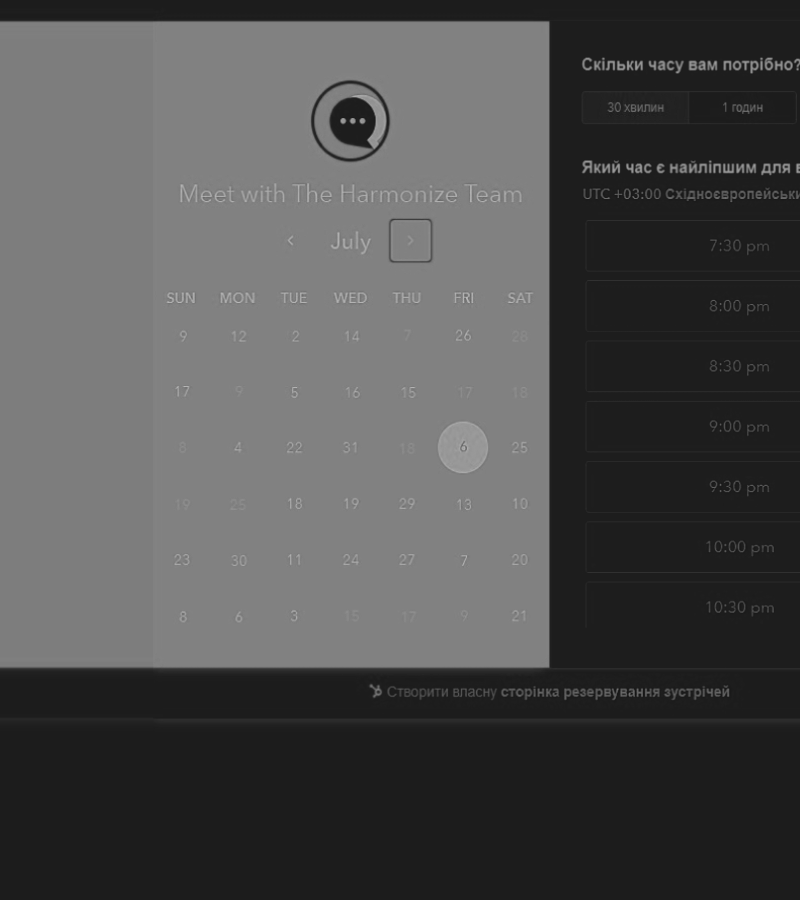 Meet with The Harmonize Team
July
SUN MON TUE WED THU FRI SAT
9 12 2 14 7 26 28
17 9 5 16 15 17 18
8 4 22 31 18 6 25
19 25 18 19 29 13 10
23 30 11 24 27 7 20
8 6 3 15 17 9 21
Скільки часу вам потрібно?
30 хвилин 1 годин
Який час є найліпшим для в
UTC +03:00 Східноєвропейськи
7:30 pm
8:00 pm
8:30 pm
9:00 pm
9:30 pm
10:00 pm
10:30 pm
Створити власну сторінка резервування зустрічей